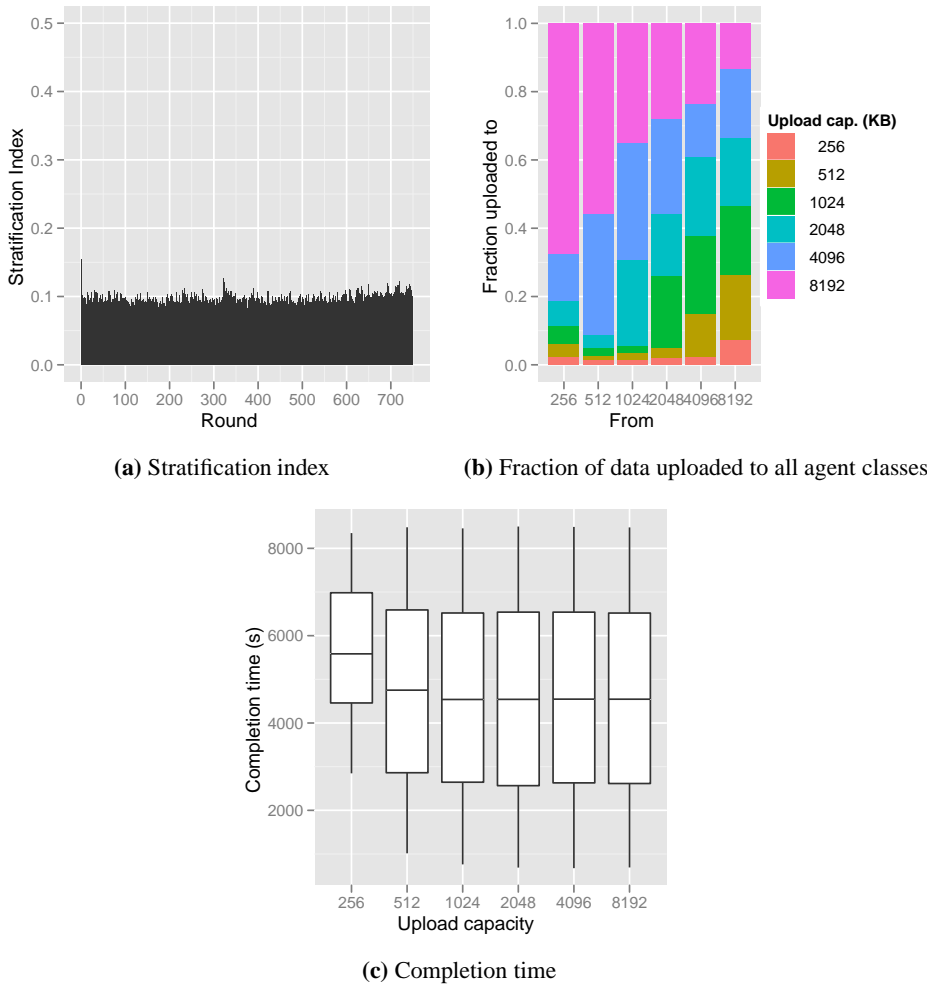 0.5
0.4
0.3
0.2
0.1
0.0
Stratification Index
0 100 200 300 400 500 600 700
Round
(a) Stratification index
1.0
0.8
0.6
0.4
0.2
0.0
Fraction uploaded to
256 512 1024 2048 4096 8192
From
Upload cap. (KB)
256
512
1024
2048
4096
8192
(b) Fraction of data uploaded to all agent classes
8000
6000
4000
2000
Completion time (s)
256 512 1024 2048 4096 8192
Upload capacity
(c) Completion time